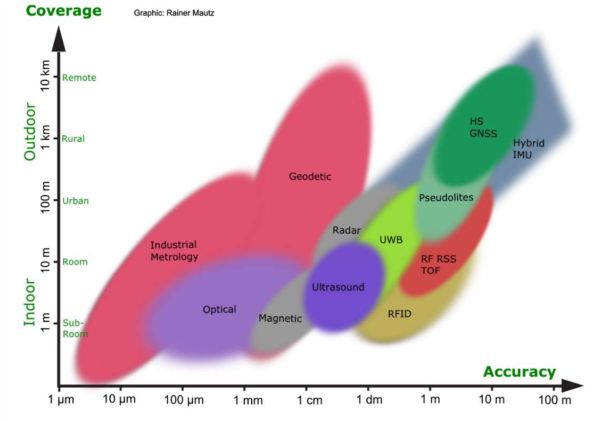 Coverage
Graphic: Rainer Mautz
Outdoor
Indoor
10 km
Remote
1 km
Rural
100 m
Urban
10 m
Room
1 m
Sub-
Room
HS
GNSS
Hybrid
IMU
Geodetic
Pseudolites
Radar
UWB
Industrial
Metrology
RF RSS
TOF
Ultrasound
Optical
Magnetic
RFID
Accuracy
1 µm
10 µm
100 µm
1 mm
1 cm
1 dm
1 m
10 m
100 m